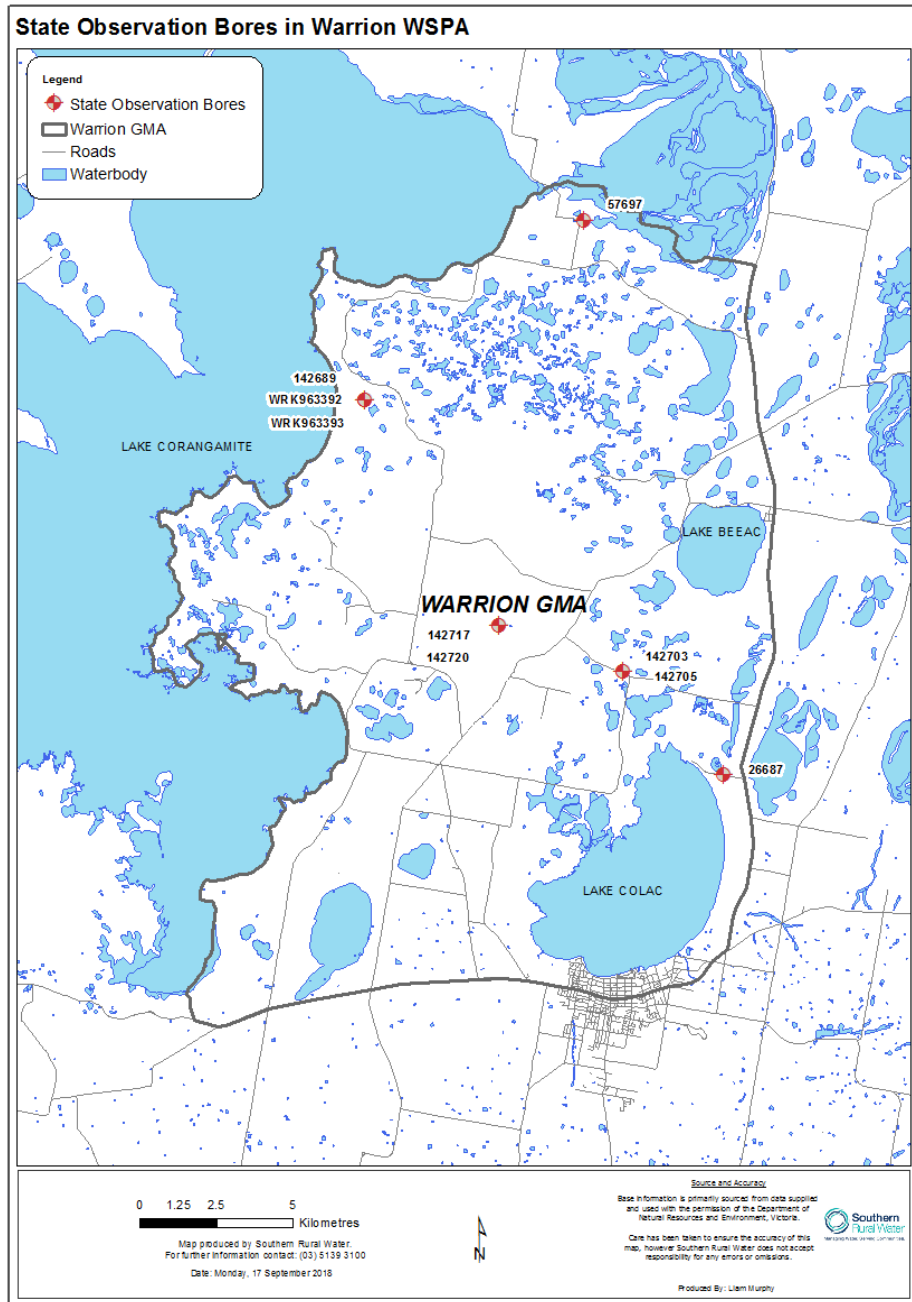 State Observation Bores in Warrion WSPA
Legend
State Observation Bores
Warrion GMA
Roads
Waterbody
57697
142689
WRK963392
WRK963393
LAKE CORANGAMITE
LAKE BEEAC
WARRION GMA
142717
142720
142703
142705
26687
LAKE COLAC
0 1.25 2.5 5
Kilometres
Map produced by Southern Rural Water.
For further information contact: (03) 5139 3100
Date: Monday, 17 September 2018
N
Source and Accuracy
Base information is primarily sourced from data supplied
and used with the permission of the Department of
Natural Resources and Environment, Victoria.
Care has been taken to ensure the accuracy of this
map, however Southern Rural Water does not accept
responsibility for any errors or omissions.
Produced By: Liam Murphy
Southern
Rural Water